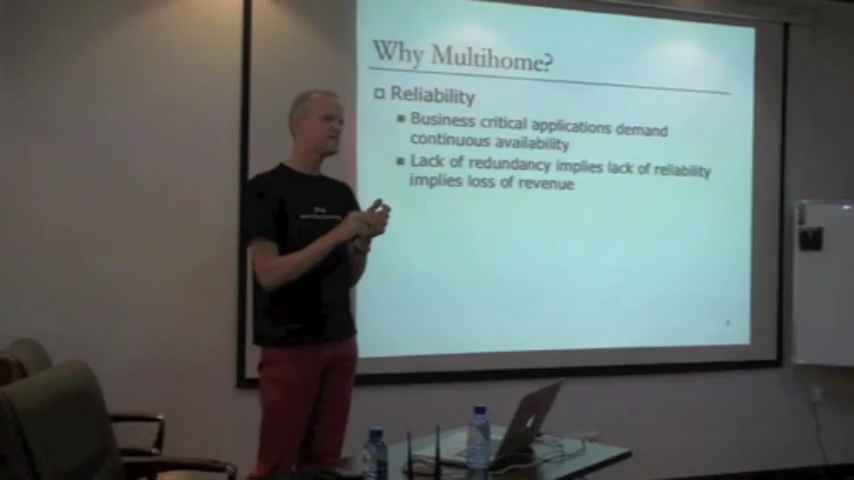 Why Multihome?
Reliability
Business critical applications demand
continuous availability
Lack of redundancy implies lack of reliability
implies loss of revenue